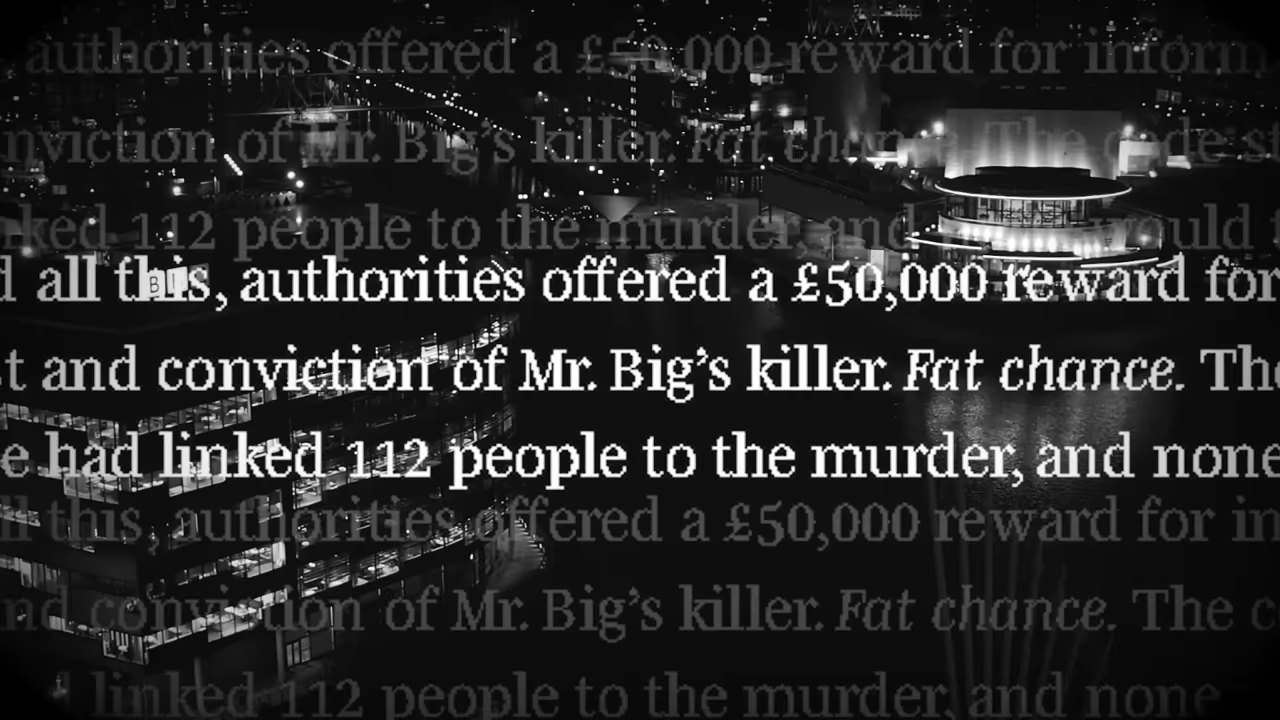 authorities offered a £50,000 reward for inform
nviction of Mr. Big's killer. Fat chance. The code st
ked 112 people to the murder, and would
d all this, authorities offered a £50,000 reward for
st and conviction of Mr. Big's killer. Fat chance. The
e had linked 112 people to the murder, and none
ll this, authorities offered a £50,000 reward for in
nd conviction of Mr. Big's killer. Fat chance. The c
linked 112 people to the murder, and none